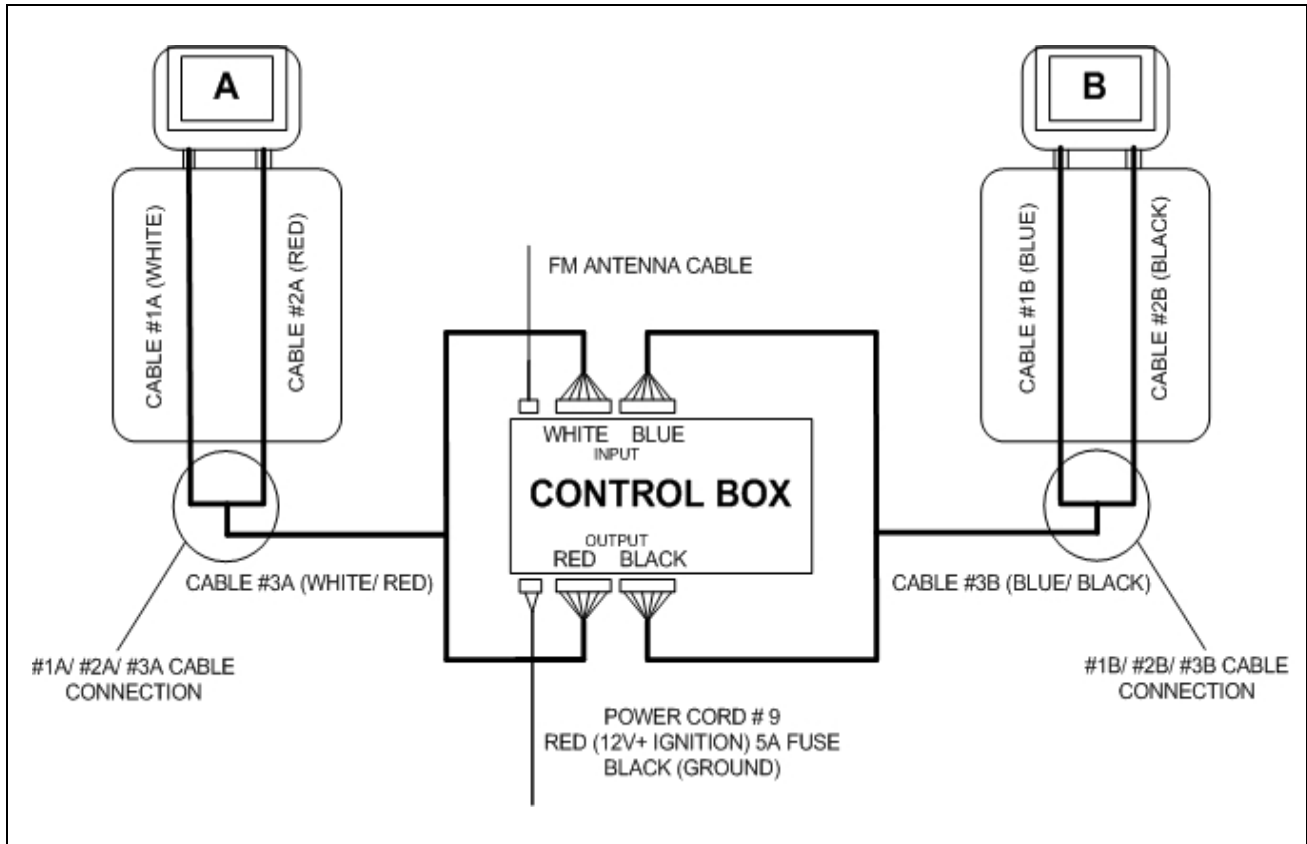 A
B
CABLE #1A (WHITE)
CABLE #2A (RED)
CABLE #1B (BLUE)
CABLE #2B (BLACK)
FM ANTENNA CABLE
WHITE BLUE
INPUT
CONTROL BOX
OUTPUT
RED BLACK
CABLE #3A (WHITE/ RED)
CABLE #3B (BLUE/ BLACK)
#1A/ #2A/ #3A CABLE
CONNECTION
#1B/ #2B/ #3B CABLE
CONNECTION
POWER CORD # 9
RED (12V+ IGNITION) 5A FUSE
BLACK (GROUND)